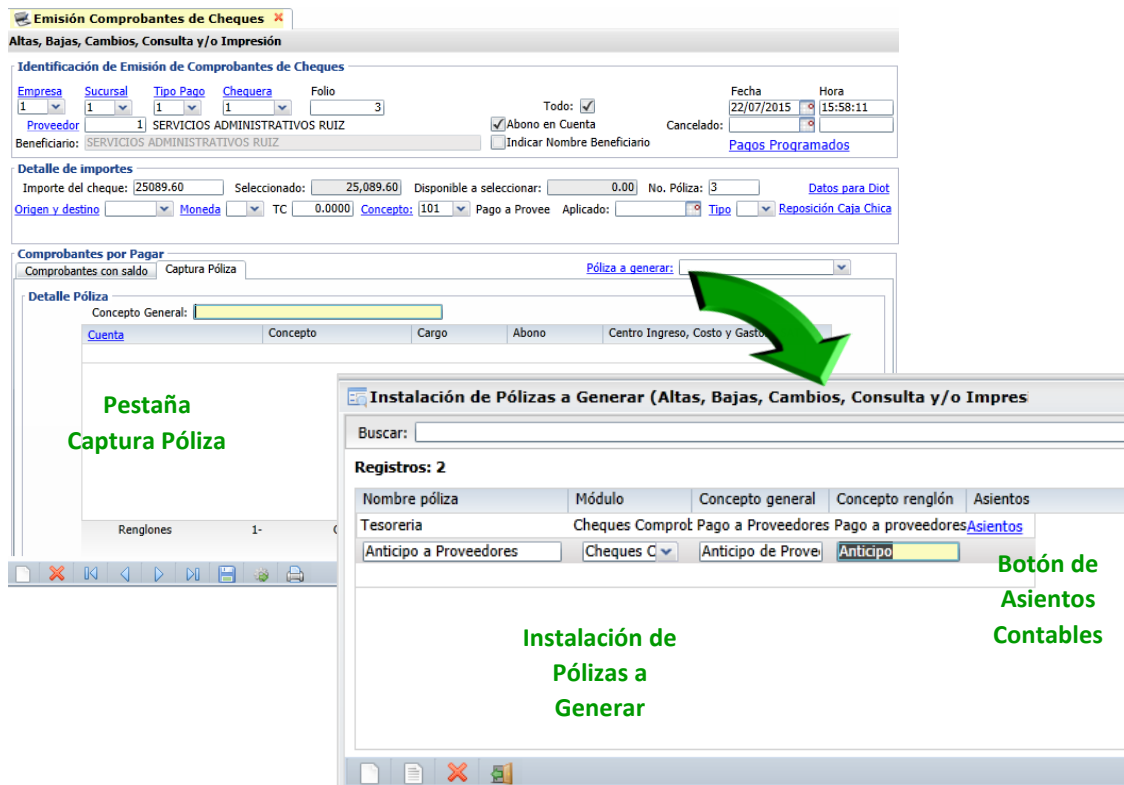 Emisión Comprobantes de Cheques
Altas, Bajas, Cambios, Consulta y/o Impresión
Identificación de Emisión de Comprobantes de Cheques
Empresa Sucursal Tipo Pago Chequera Folio Fecha Hora
1 1 1 1 3 Todo: 22/07/2015 15:58:11
Proveedor 1 SERVICIOS ADMINISTRATIVOS RUIZ Abono en Cuenta Cancelado:
Beneficiario: SERVICIOS ADMINISTRATIVOS RUIZ Indicar Nombre Beneficiario Pagos Programados
Detalle de importes
Importe del cheque: 25089.60 Seleccionado: 25,089.60 Disponible a seleccionar: 0.00 No. Póliza: 3 Datos para Diot
Origen y destino Moneda TC 0.0000 Concepto: 101 Pago a Provee Aplicado: Tipo Reposición Caja Chica
Comprobantes por Pagar
Comprobantes con saldo Captura Póliza Póliza a generar:
Detalle Póliza
Concepto General:
Cuenta Concepto Cargo Abono Centro Ingreso, Costo y Gasto
Pestaña
Captura Póliza
Renglones 1-
Instalación de Pólizas a Generar (Altas, Bajas, Cambios, Consulta y/o Impres
Buscar:
Registros: 2
Nombre póliza Módulo Concepto general Concepto renglón Asientos
Tesoreria Cheques Comprob Pago a Proveedores Pago a proveedores Asientos
Anticipo a Proveedores Cheques C Anticipo de Prove Anticipo
Botón de
Asientos
Contables
Instalación de
Pólizas a
Generar